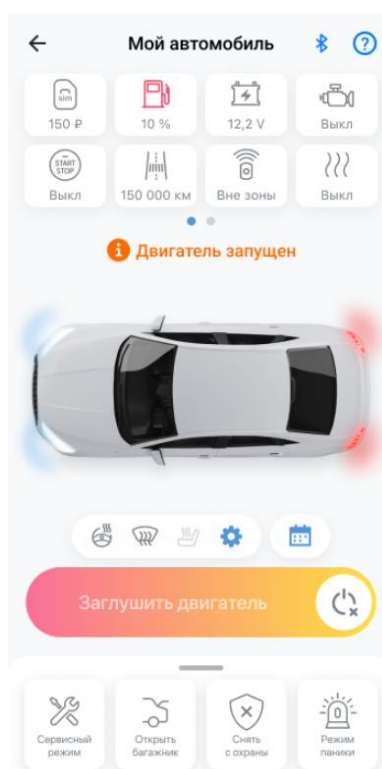 Мой автомобиль
?
sim
150 ₽
10 %
12,2 V
Выкл
START
STOP
Выкл
150 000 км
Вне зоны
Выкл
i Двигатель запущен
Заглушить двигатель
Сервисный
режим
Открыть
багажник
Снять
с охраны
Режим
паники